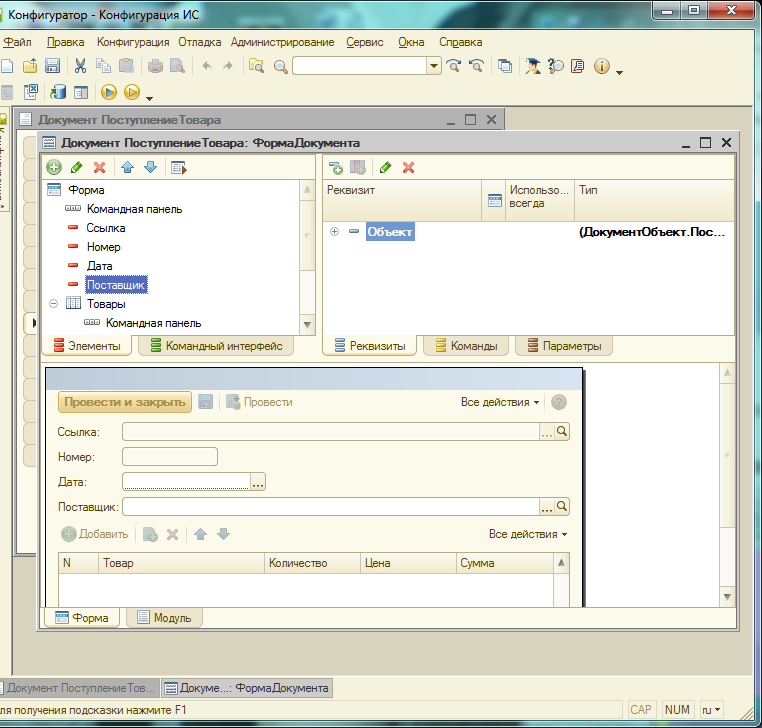 Конфигуратор - Конфигурация ИС
Файл Правка Конфигурация Отладка Администрирование Сервис Окна Справка
Документ ПоступлениеТовара
Документ ПоступлениеТовара: ФормаДокумента
Форма
Командная панель
Ссылка
Номер
Дата
Поставщик
Товары
Командная панель
Элементы Командный интерфейс
Реквизит Использо... всегда Тип
Объект (ДокументОбъект.Пос...
Реквизиты Команды Параметры
Провести и закрыть Провести Все действия
Ссылка:
Номер:
Дата:
Поставщик:
Добавить Все действия
N Товар Количество Цена Сумма
Форма Модуль
Документ ПоступлениеТов... Докуме...: ФормаДокумента
ля получения подсказки нажмите F1 CAP NUM ru